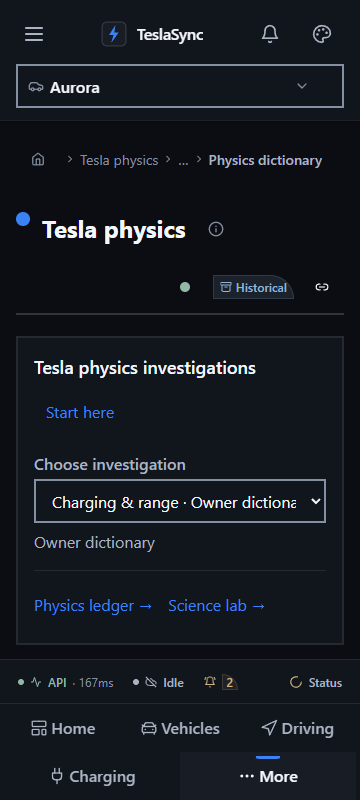 TeslaSync
Aurora
Tesla physics
...
Physics dictionary
Tesla physics
Historical
Tesla physics investigations
Start here
Choose investigation
Charging & range · Owner dictiona
Owner dictionary
Physics ledger → Science lab →
API · 167ms Idle 2 Status
Home Vehicles Driving
Charging ... More